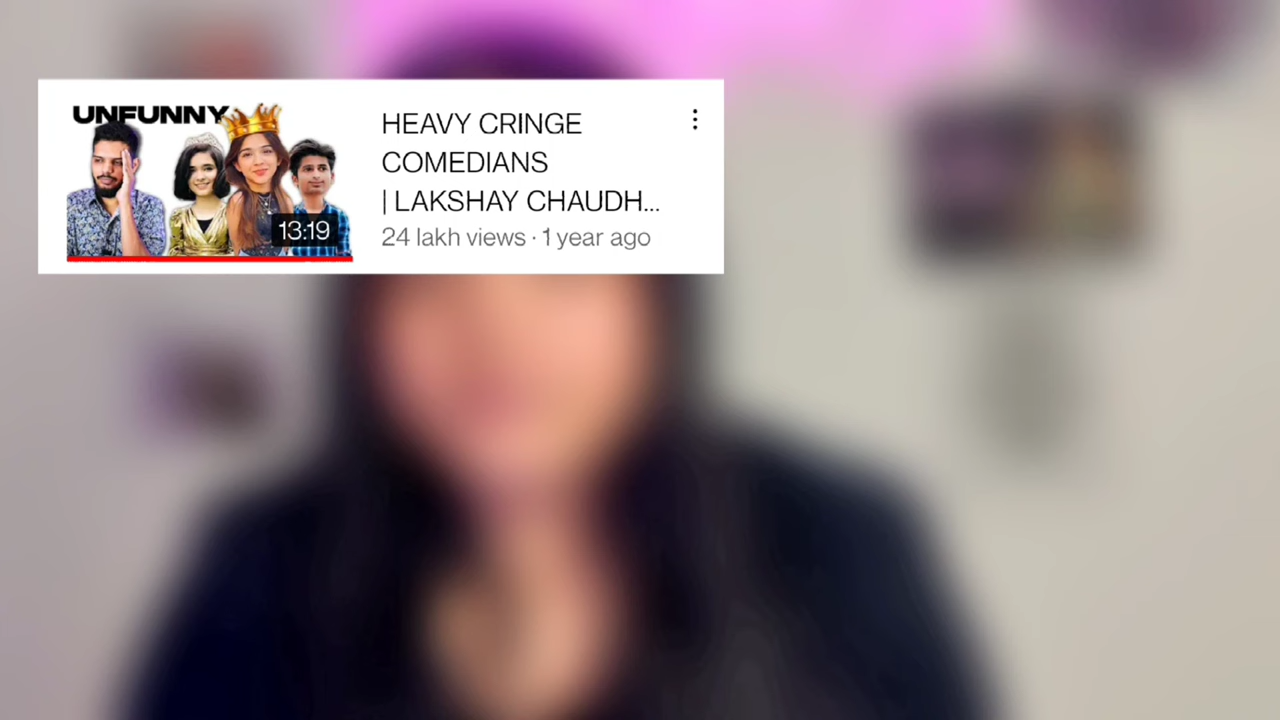 UNFUNNY
13:19
HEAVY CRINGE
COMEDIANS
| LAKSHAY CHAUDH...
24 lakh views · 1 year ago